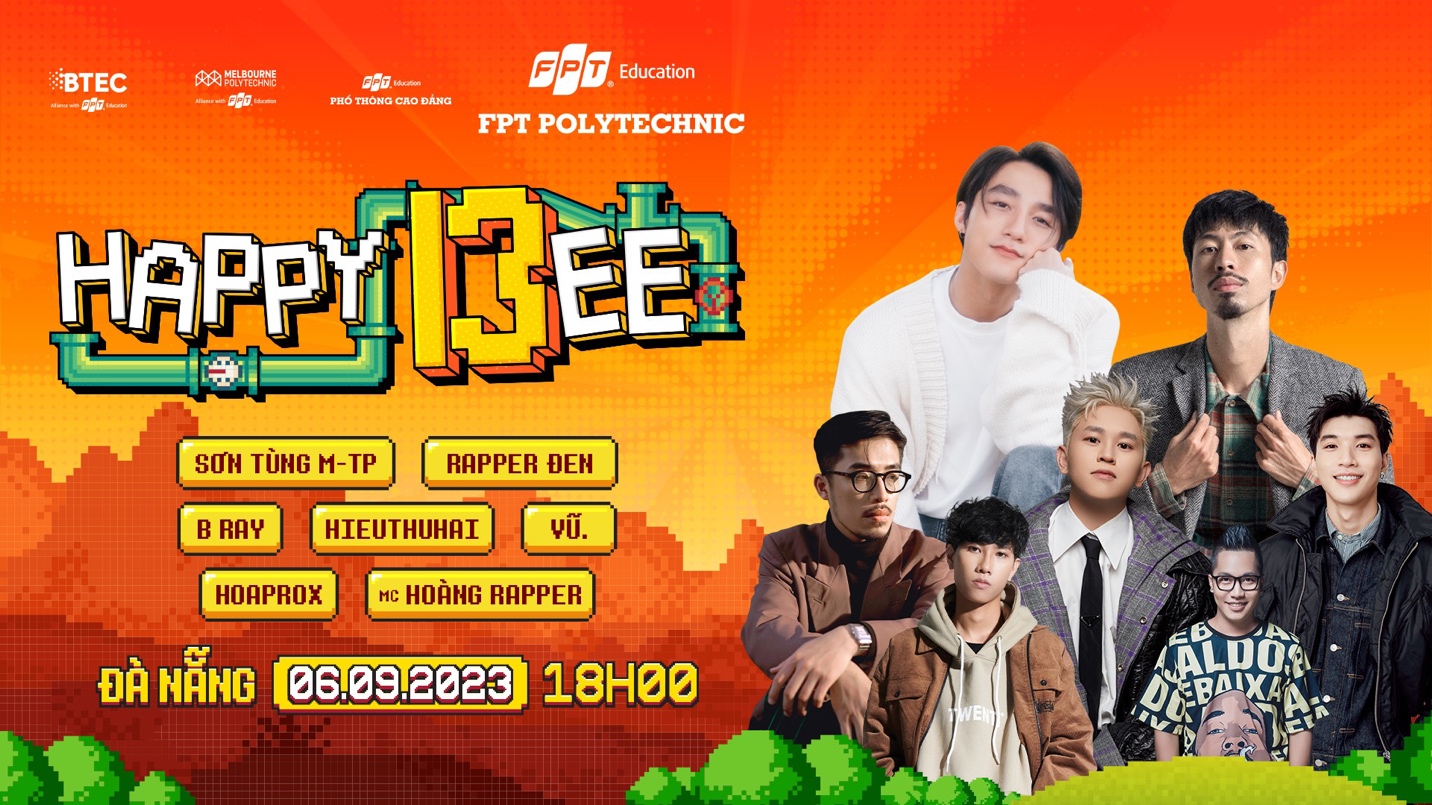 BTEC
Alliance with FPT Education
MELBOURNE
POLYTECHNIC
Alliance with FPT Education
FPT Education
PHỔ THÔNG CAO ĐẲNG
FPT® Education
FPT POLYTECHNIC
HAPPY 13EE
SƠN TÙNG M-TP RAPPER ĐEN
B RAY HIEUTHUHAI VŨ.
HOAPROX MC HOÀNG RAPPER
ĐÀ NẴNG 06.09.2023 18H00